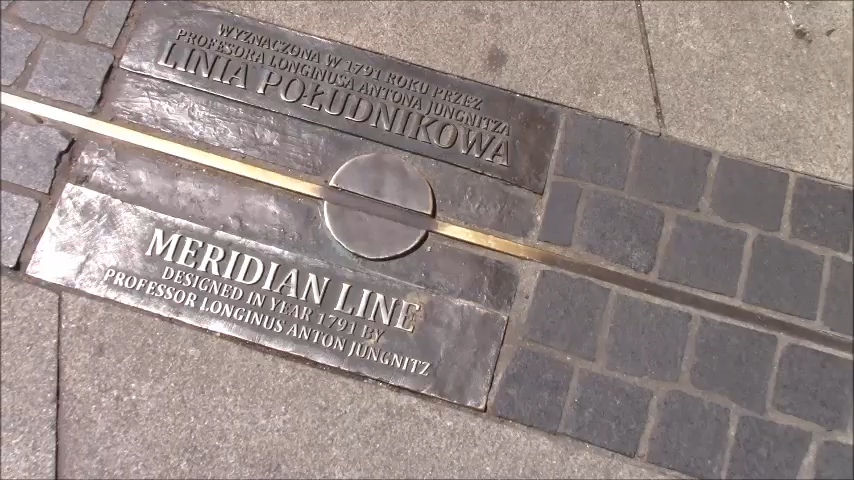 WYZNACZONA W 1791 ROKU PRZEZ
PROFESORA LONGINUSA ANTONA JUNGNITZA
LINIA POŁUDNIKOWA
MERIDIAN LINE
DESIGNED IN YEAR 1791 BY
PROFESSOR LONGINUS ANTON JUNGNITZ